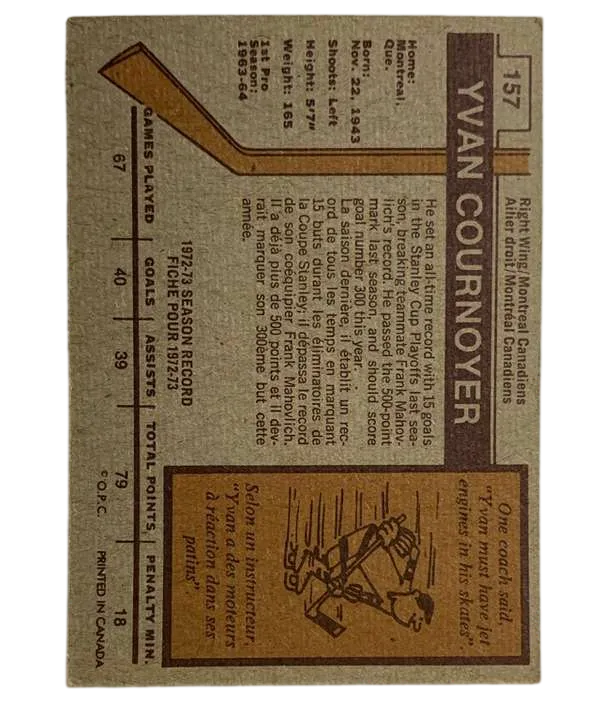 157
YVAN COURNOYER
Right Wing/Montreal Canadiens
Ailier droit/Montréal Canadiens
Home:
Montreal,
Que.
Born:
Nov. 22, 1943
Shoots: Left
Height: 5'7"
Weight: 165
1st Pro
Season:
1963-64
He set an all-time record with 15 goals
in the Stanley Cup Playoffs last sea-
son, breaking teammate Frank Mahov-
lich's record. He passed the 500-point
mark last season, and should score
goal number 300 this year.
La saison dernière, il établit un rec-
ord de tous les temps en marquant
15 buts durant les éliminatoires de
la Coupe Stanley; il dépassa le record
de son coéquipier Frank Mahovlich.
Il a déjà plus de 500 points et il dev-
rait marquer son 300ème but cette
année.
One coach said,
"Yvan must have jet
engines in his skates".
Selon un instructeur,
"Yvan a des moteurs
à réaction dans ses
patins"
1972-73 SEASON RECORD
FICHE POUR 1972-73
GAMES PLAYED GOALS ASSISTS TOTAL POINTS PENALTY MIN.
67 40 39 79 18
© O.P.C. PRINTED IN CANADA